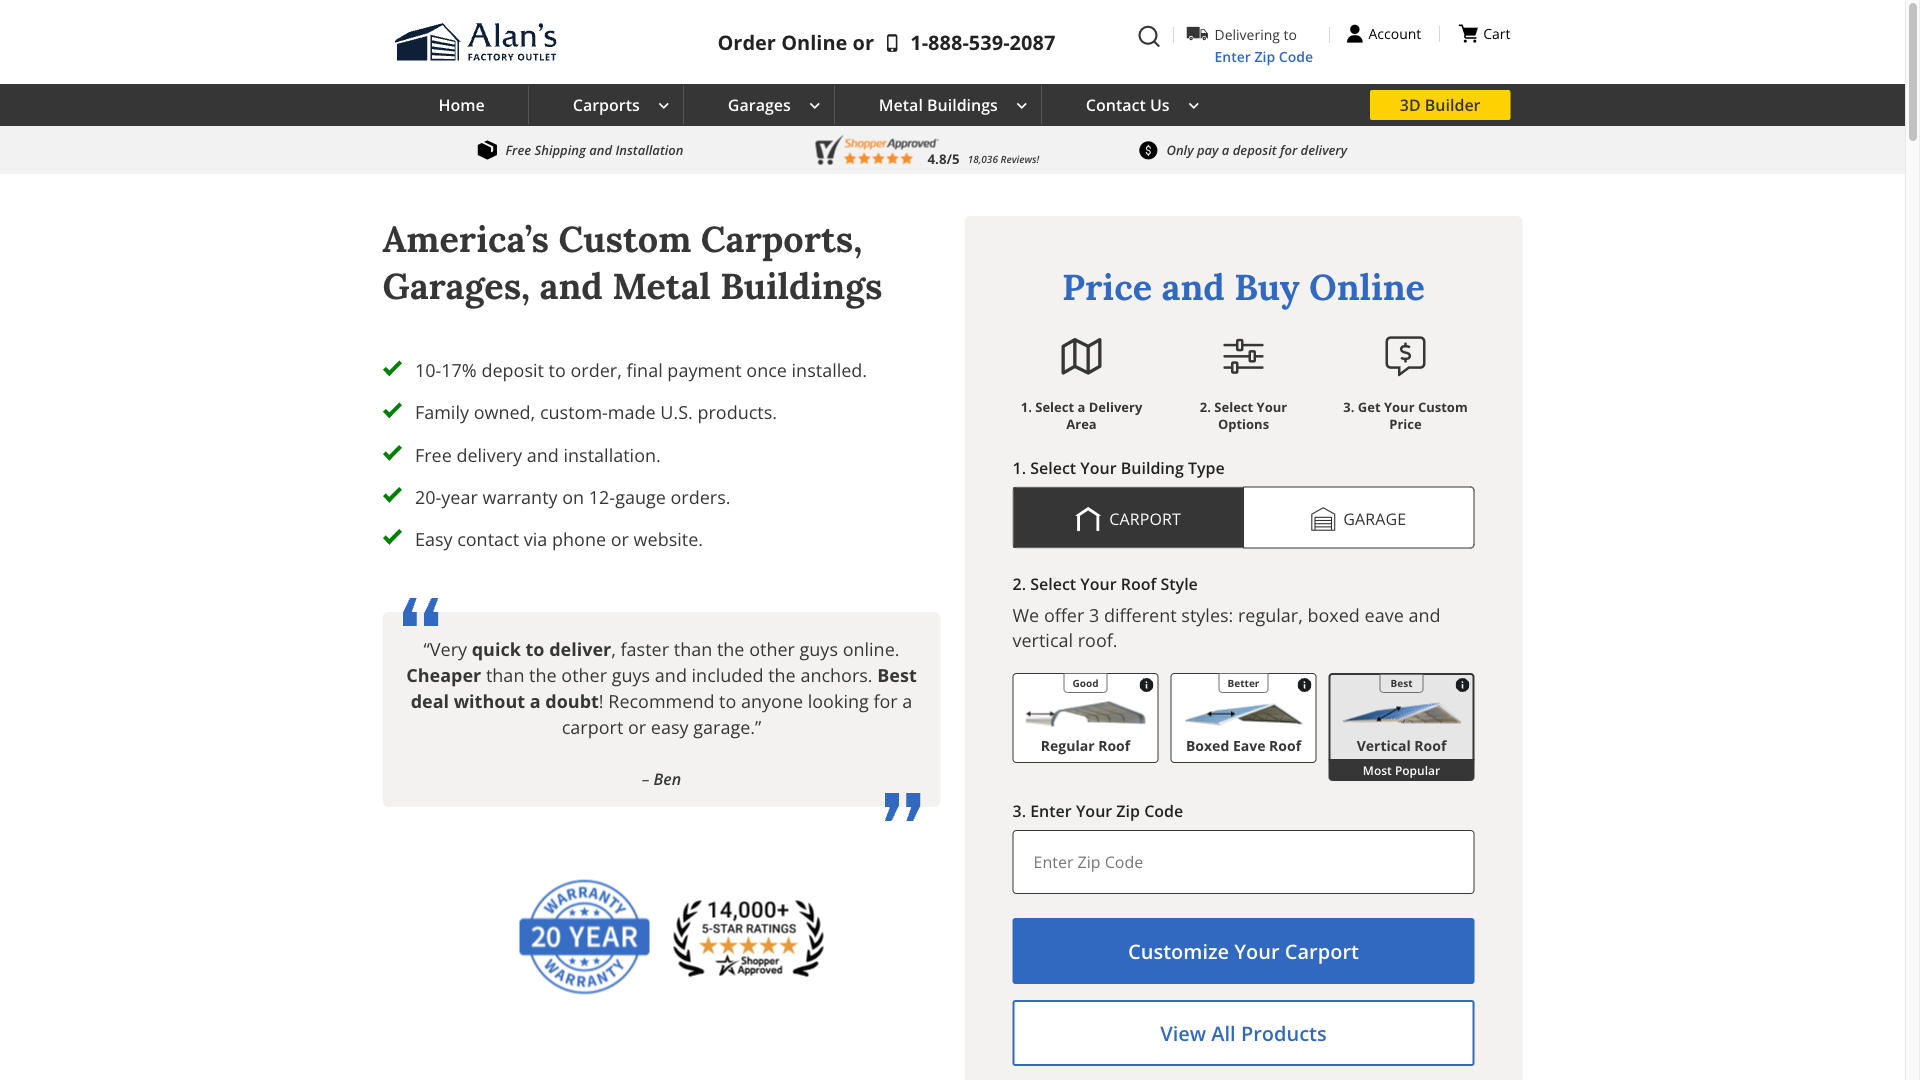 Alan's
FACTORY OUTLET
Order Online or 1-888-539-2087
Delivering to
Enter Zip Code
Account
Cart
Home
Carports
Garages
Metal Buildings
Contact Us
3D Builder
Free Shipping and Installation
ShopperApproved
4.8/5 18,036 Reviews!
$ Only pay a deposit for delivery
America’s Custom Carports,
Garages, and Metal Buildings
10-17% deposit to order, final payment once installed.
Family owned, custom-made U.S. products.
Free delivery and installation.
20-year warranty on 12-gauge orders.
Easy contact via phone or website.
“Very quick to deliver, faster than the other guys online.
Cheaper than the other guys and included the anchors. Best
deal without a doubt! Recommend to anyone looking for a
carport or easy garage.”
– Ben
WARRANTY
20 YEAR
WARRANTY
14,000+
5-STAR RATINGS
Shopper
Approved
Price and Buy Online
$
1. Select a Delivery
Area
2. Select Your
Options
3. Get Your Custom
Price
1. Select Your Building Type
CARPORT
GARAGE
2. Select Your Roof Style
We offer 3 different styles: regular, boxed eave and
vertical roof.
Good
i
Regular Roof
Better
i
Boxed Eave Roof
Best
i
Vertical Roof
Most Popular
3. Enter Your Zip Code
Enter Zip Code
Customize Your Carport
View All Products